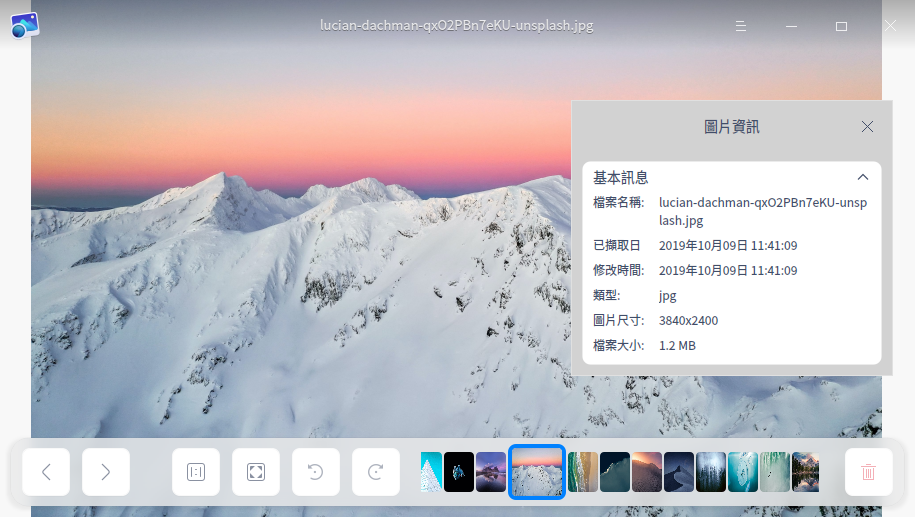 lucian-dachman-qxO2PBn7eKU-unsplash.jpg
圖片資訊
基本訊息
檔案名稱: lucian-dachman-qxO2PBn7eKU-unsp
lash.jpg
已擷取日 2019年10月09日 11:41:09
修改時間: 2019年10月09日 11:41:09
類型: jpg
圖片尺寸: 3840x2400
檔案大小: 1.2 MB